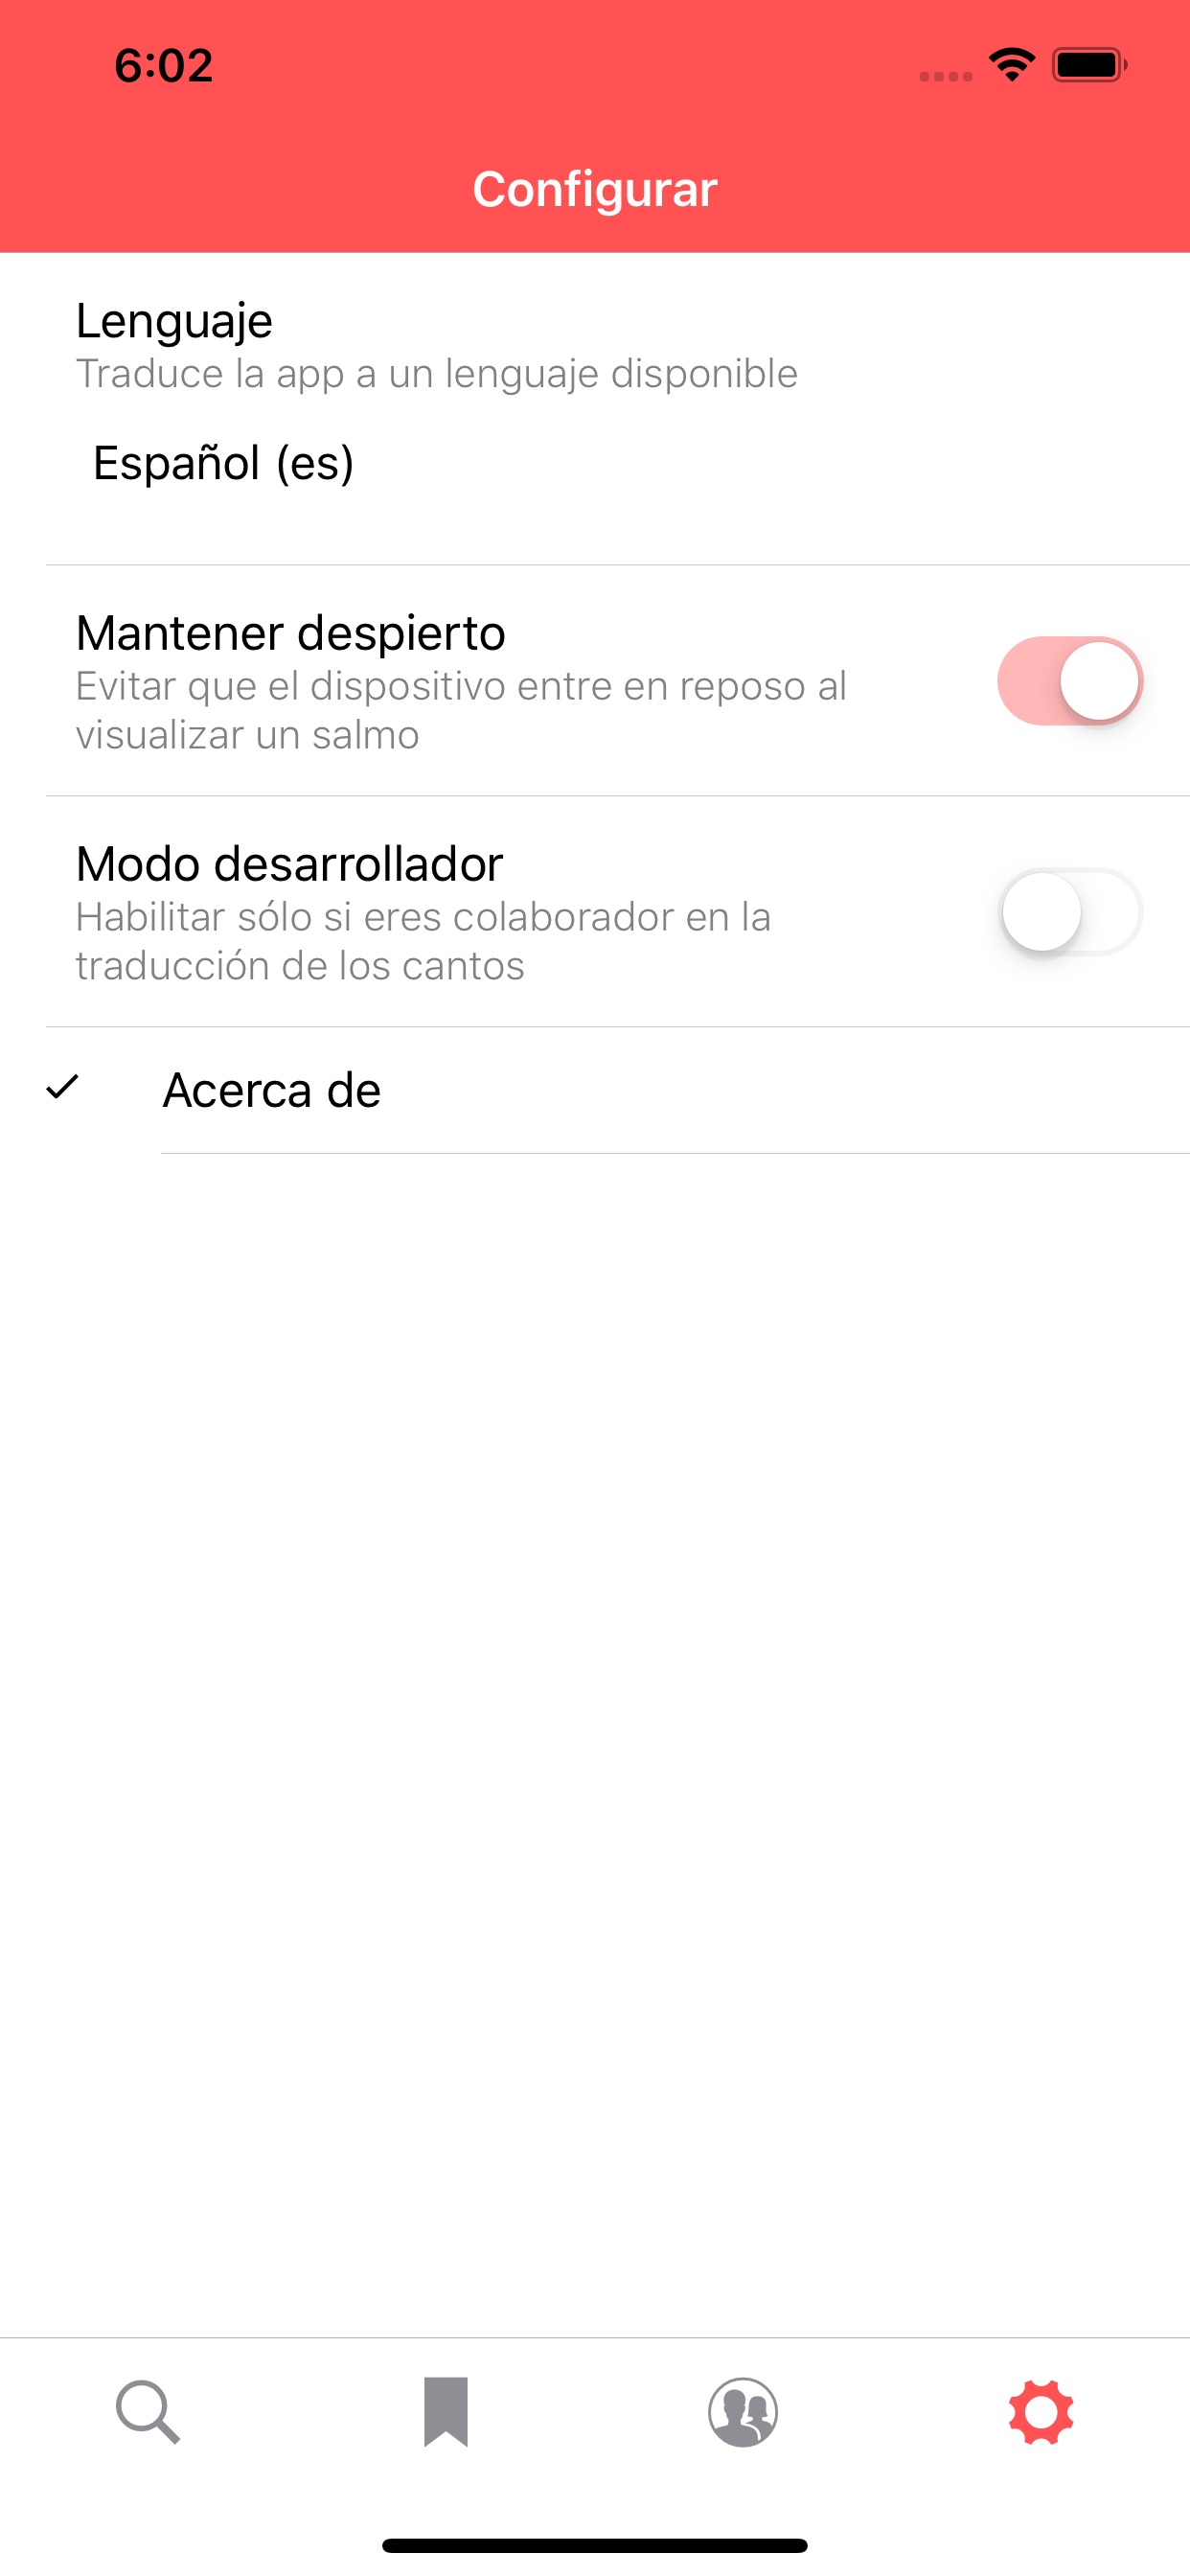 6:02
Configurar
Lenguaje
Traduce la app a un lenguaje disponible
Español (es)
Mantener despierto
Evitar que el dispositivo entre en reposo al
visualizar un salmo
Modo desarrollador
Habilitar sólo si eres colaborador en la
traducción de los cantos
Acerca de